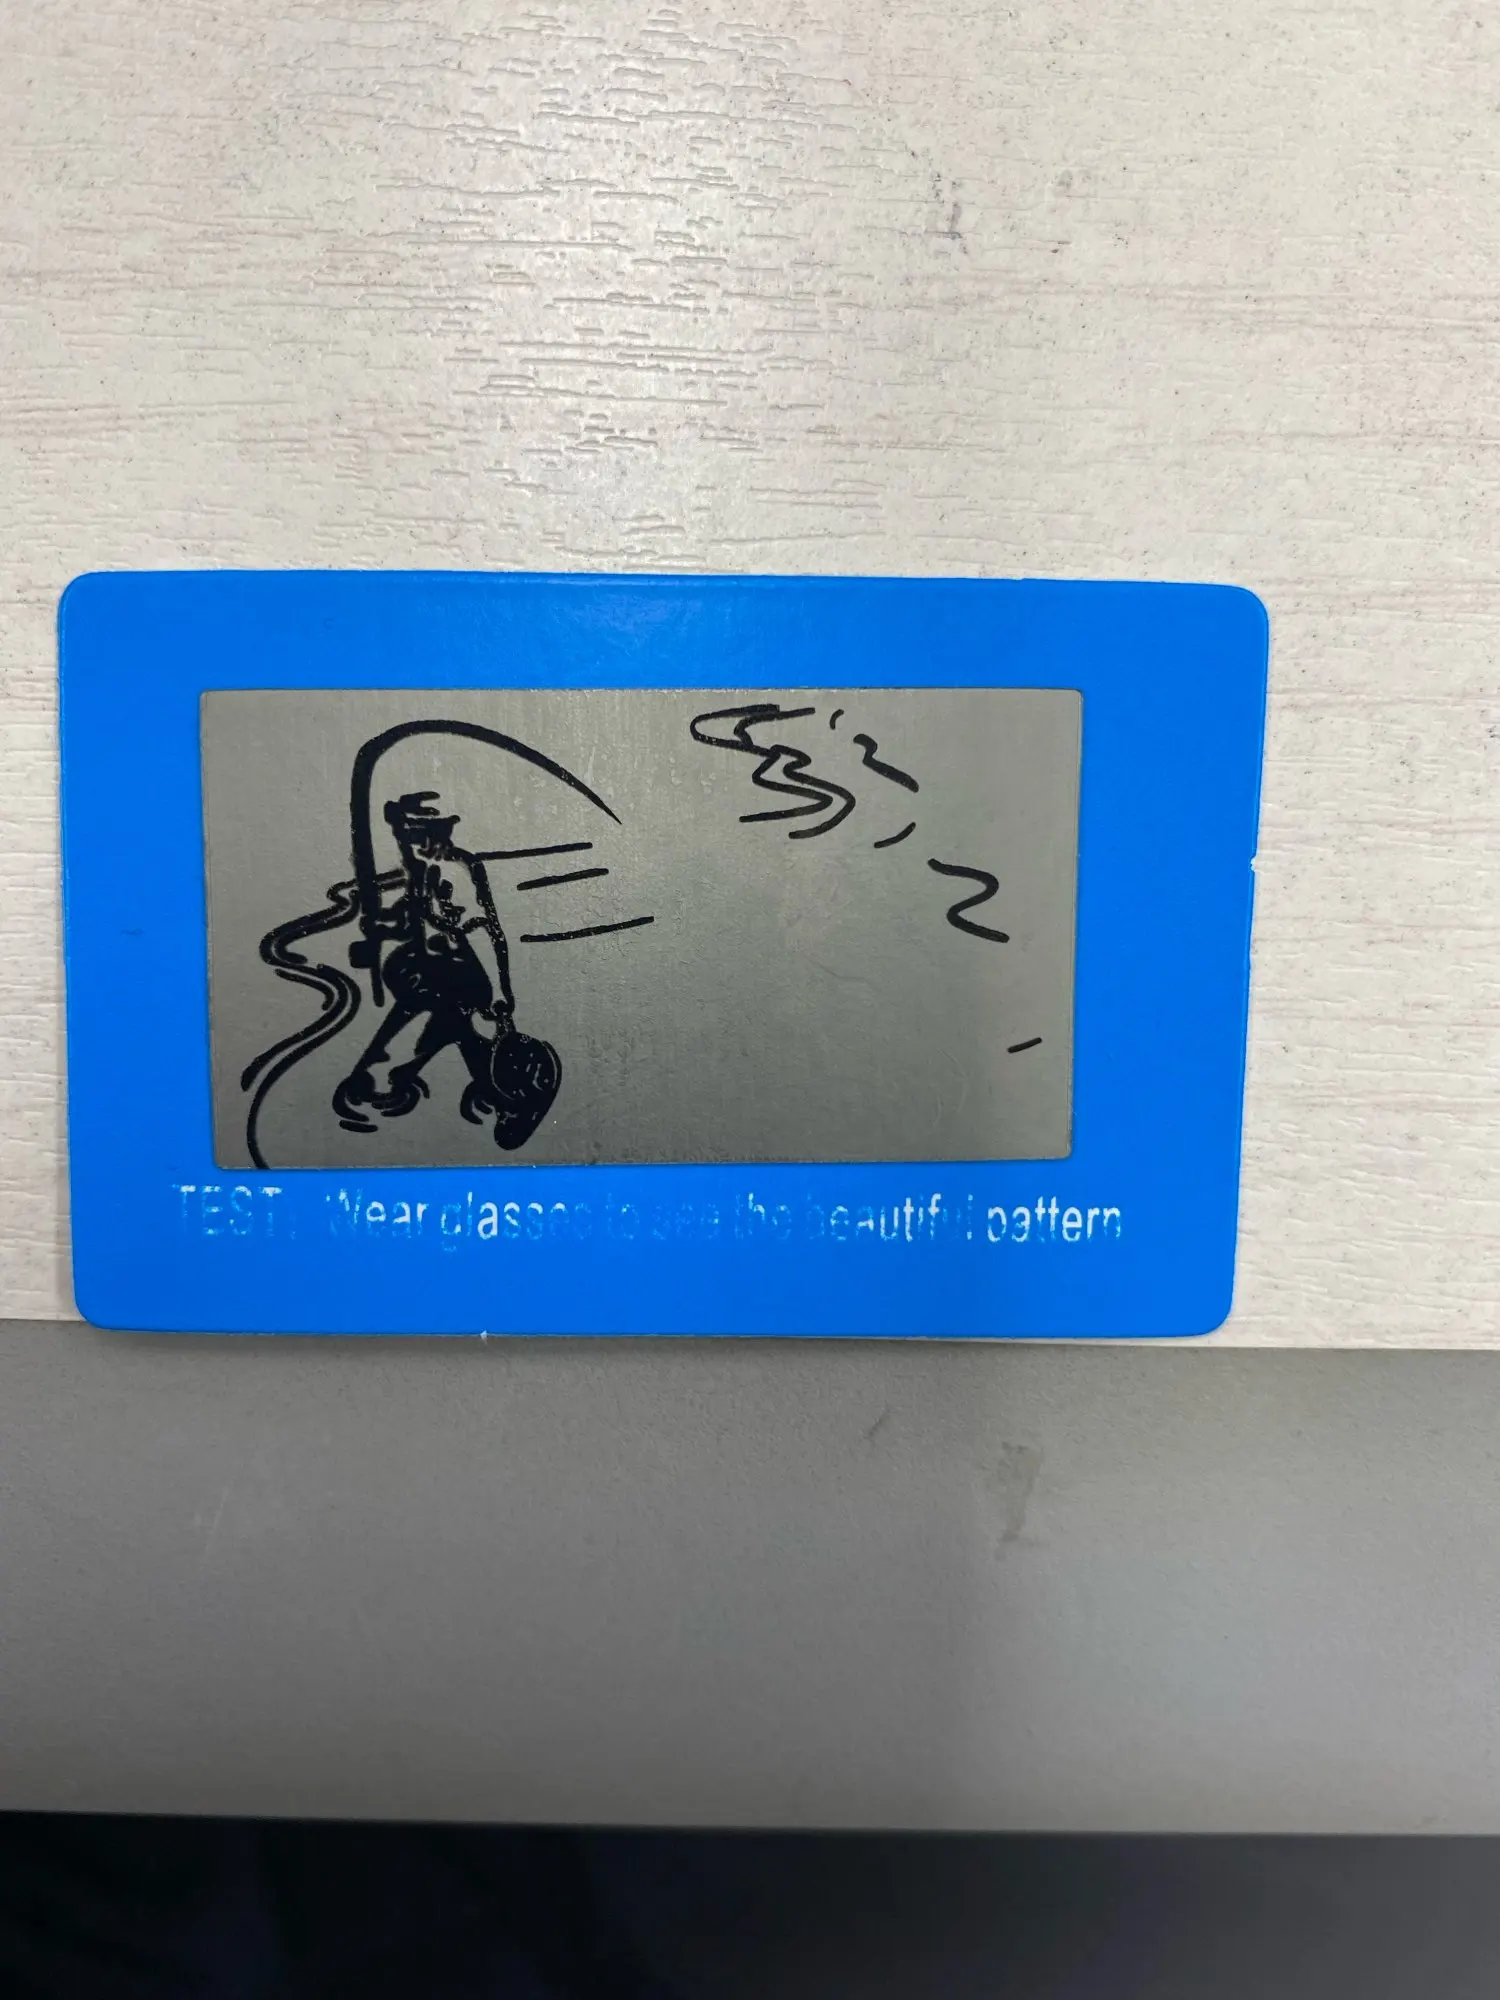 TEST: Wear glasses to see the beautiful pattern